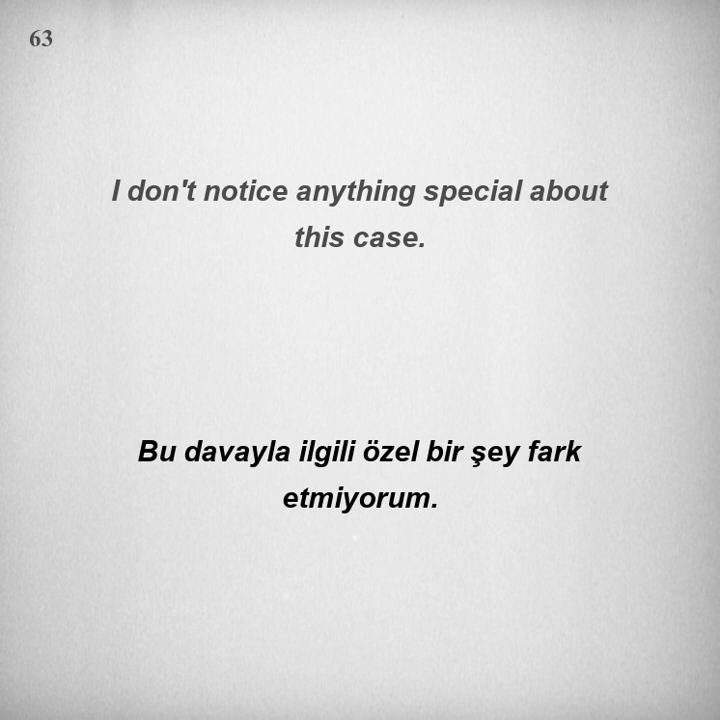 63
I don't notice anything special about
this case.
Bu davayla ilgili özel bir şey fark
etmiyorum.